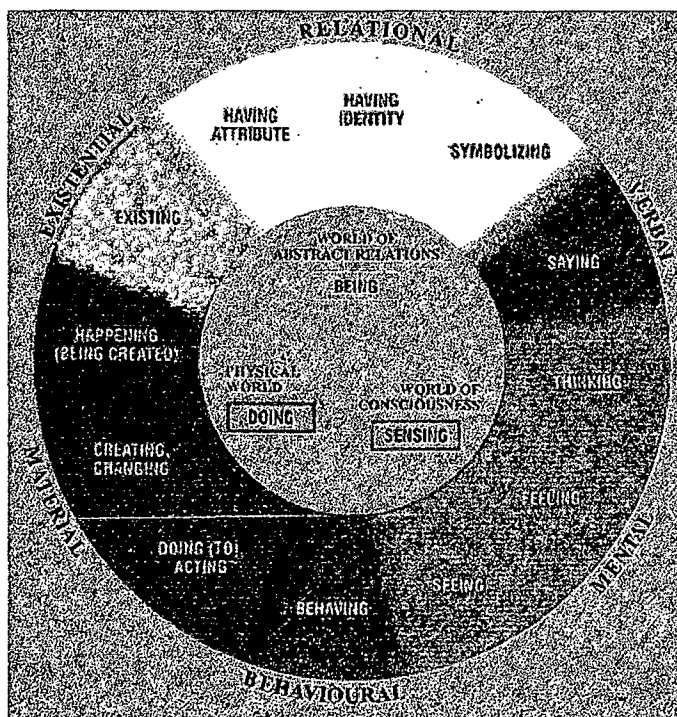 RELATIONAL
HAVING
ATTRIBUTE
HAVING
IDENTITY
SYMBOLIZING
EXISTENTIAL
EXISTING
VERBAL
SAYING
WORLD OF
ABSTRACT RELATIONS
BEING
HAPPENING
(BEING CREATED)
PHYSICAL
WORLD
DOING
WORLD OF
CONSCIOUSNESS
SENSING
THINKING
CREATING,
CHANGING
FEELING
MATERIAL
MENTAL
DOING (TO)
ACTING
BEHAVING
SEEING
BEHAVIOURAL